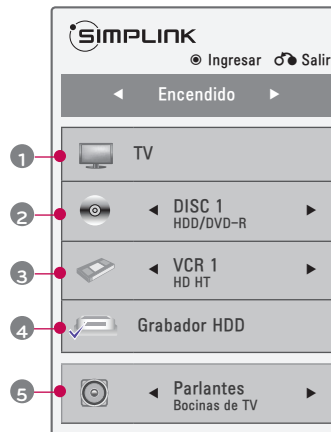 SIMPLINK
Ingresar Salir
◄ Encendido ►
1 TV
2 ◄ DISC 1 ►
HDD/DVD-R
3 ◄ VCR 1 ►
HD HT
4 Grabador HDD
5 ◄ Parlantes ►
Bocinas de TV